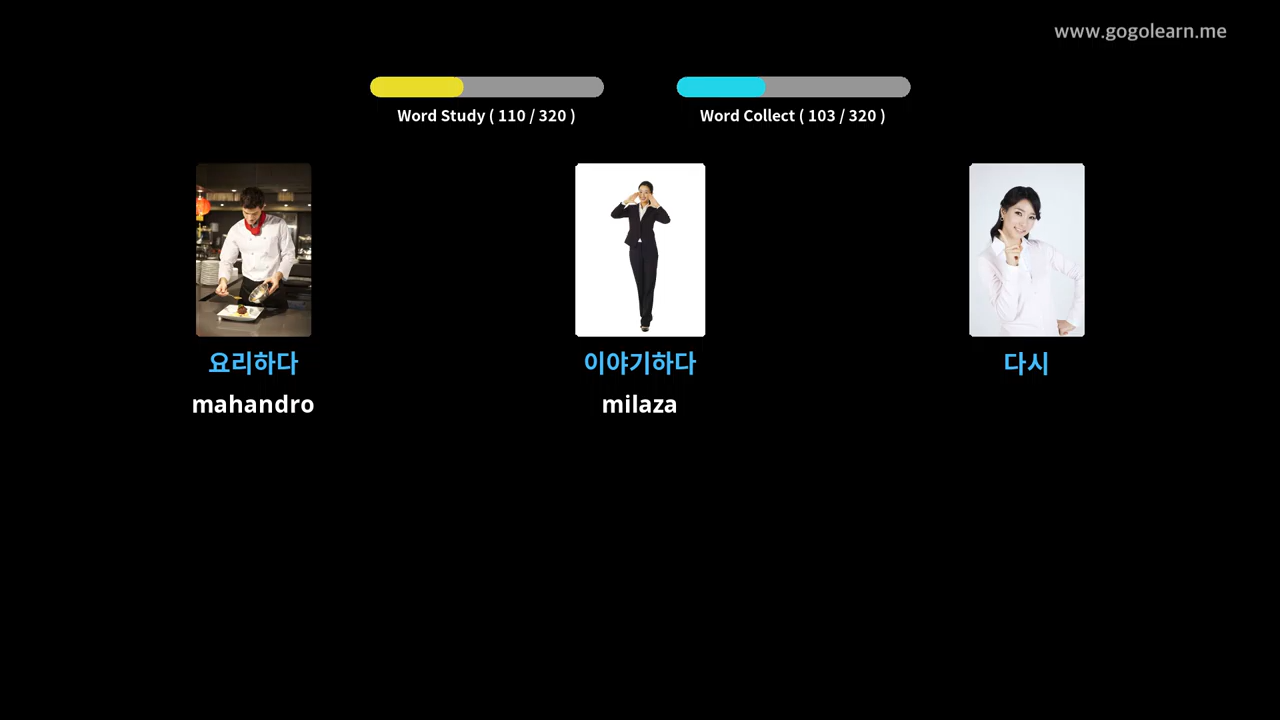 www.gogolearn.me
Word Study ( 110 / 320 )
Word Collect ( 103 / 320 )
요리하다
이야기하다
다시
mahandro
milaza